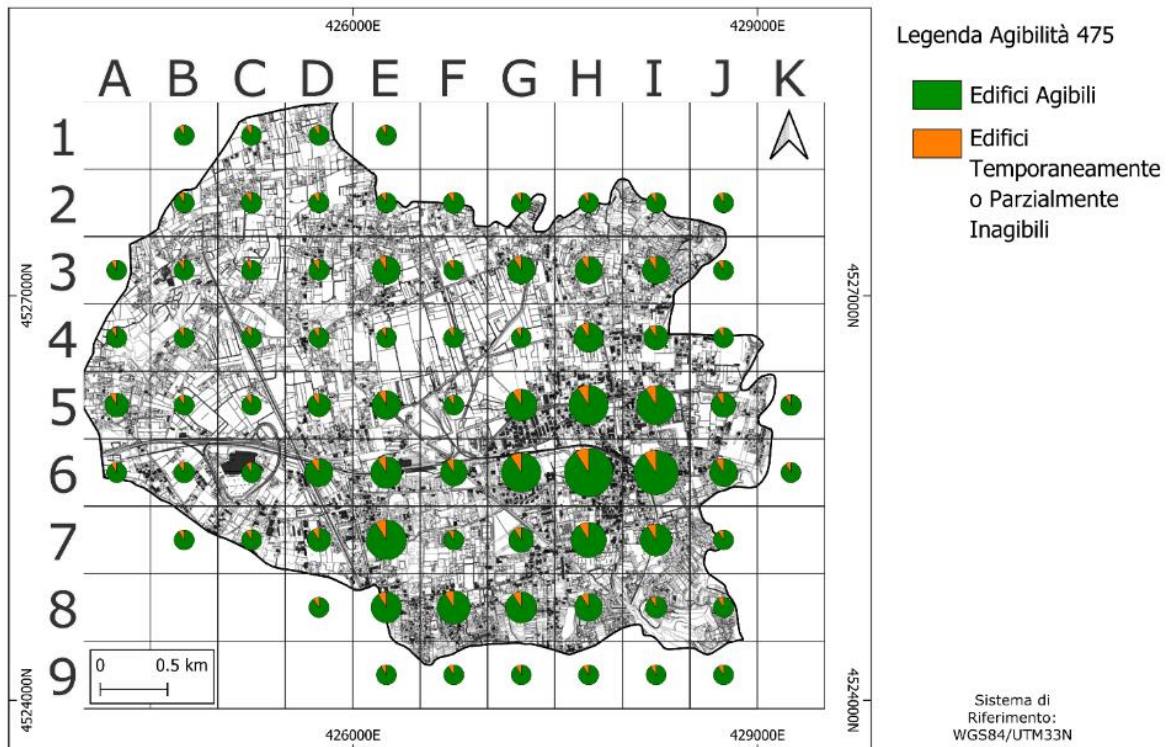 426000E
429000E
A B C D E F G H I J K
1
2
3
4
5
6
7
8
9
4527000N
4527000N
4524000N
4524000N
0 0.5 km
426000E
429000E
Legenda Agibilità 475
Edifici Agibili
Edifici
Temporaneamente
o Parzialmente
Inagibili
Sistema di
Riferimento:
WGS84/UTM33N